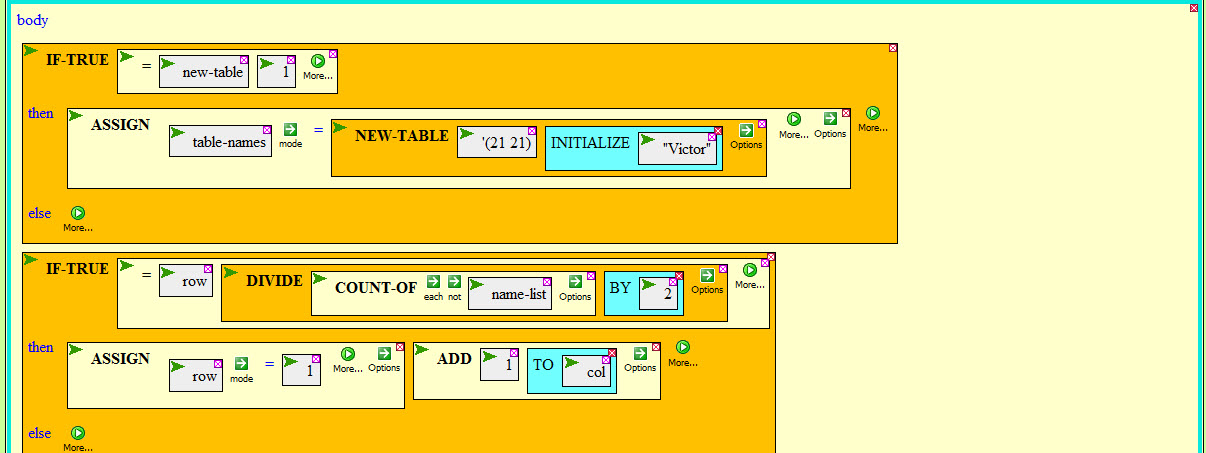 body
IF-TRUE = new-table 1 More...
then ASSIGN table-names mode = NEW-TABLE '(21 21) INITIALIZE "Victor" Options More... Options More...
else More...
IF-TRUE = row DIVIDE COUNT-OF each not name-list Options BY 2 Options More...
then ASSIGN row mode = 1 More... Options ADD 1 TO col Options More...
else More...